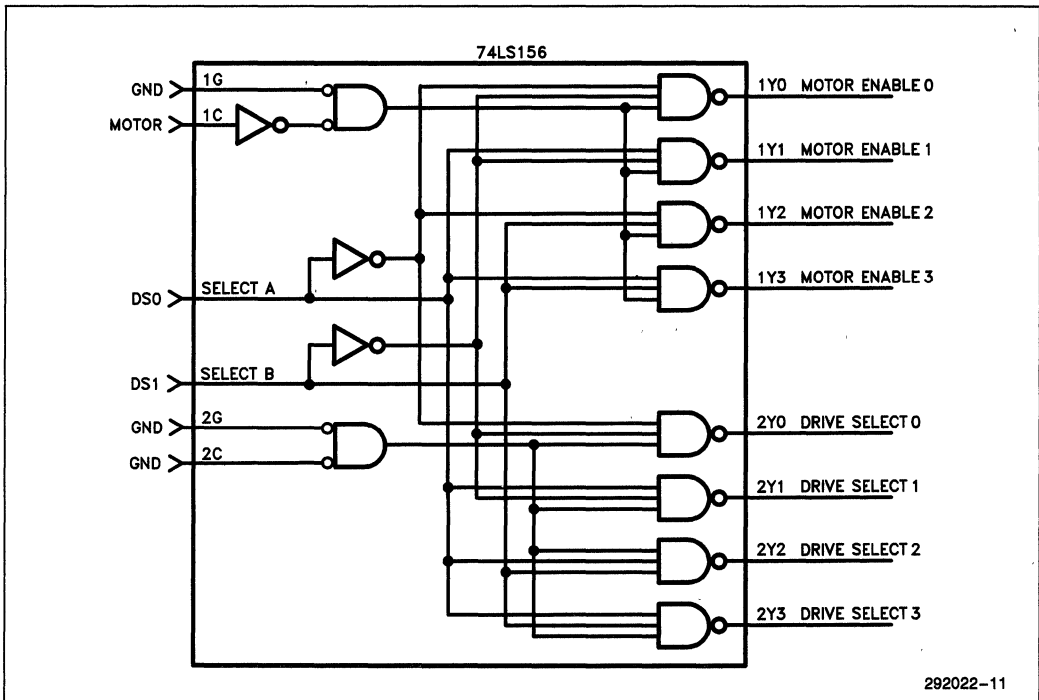 74LS156
GND 1G
MOTOR 1C
1Y0 MOTOR ENABLE 0
1Y1 MOTOR ENABLE 1
1Y2 MOTOR ENABLE 2
1Y3 MOTOR ENABLE 3
DS0 SELECT A
DS1 SELECT B
GND 2G
GND 2C
2Y0 DRIVE SELECT 0
2Y1 DRIVE SELECT 1
2Y2 DRIVE SELECT 2
2Y3 DRIVE SELECT 3
292022-11